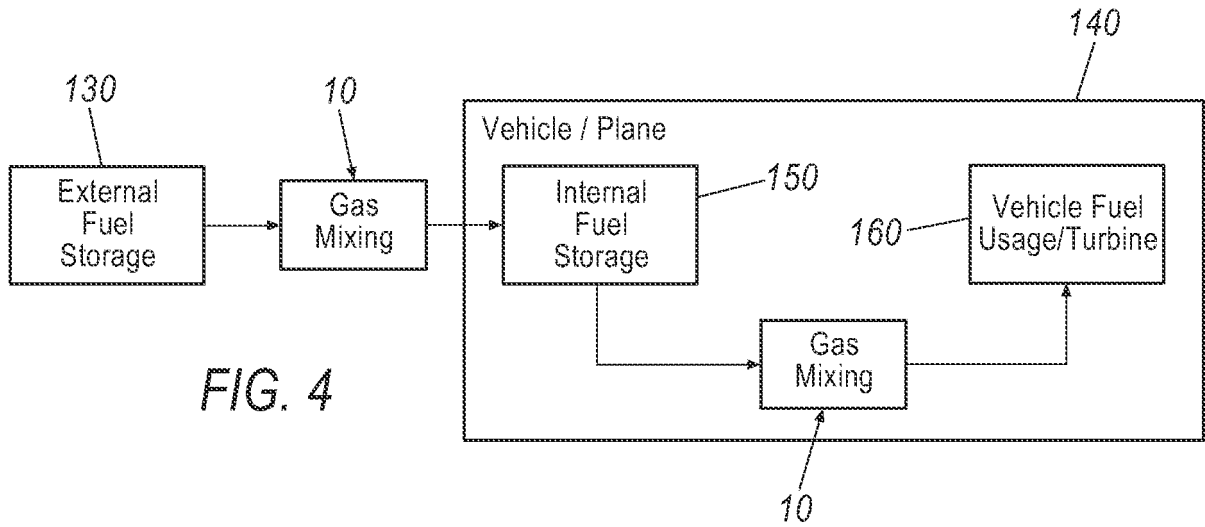 140
130
10
Vehicle / Plane
External
Fuel
Storage
Gas
Mixing
Internal
Fuel
Storage
150
160
Vehicle Fuel
Usage/Turbine
Gas
Mixing
FIG. 4
10